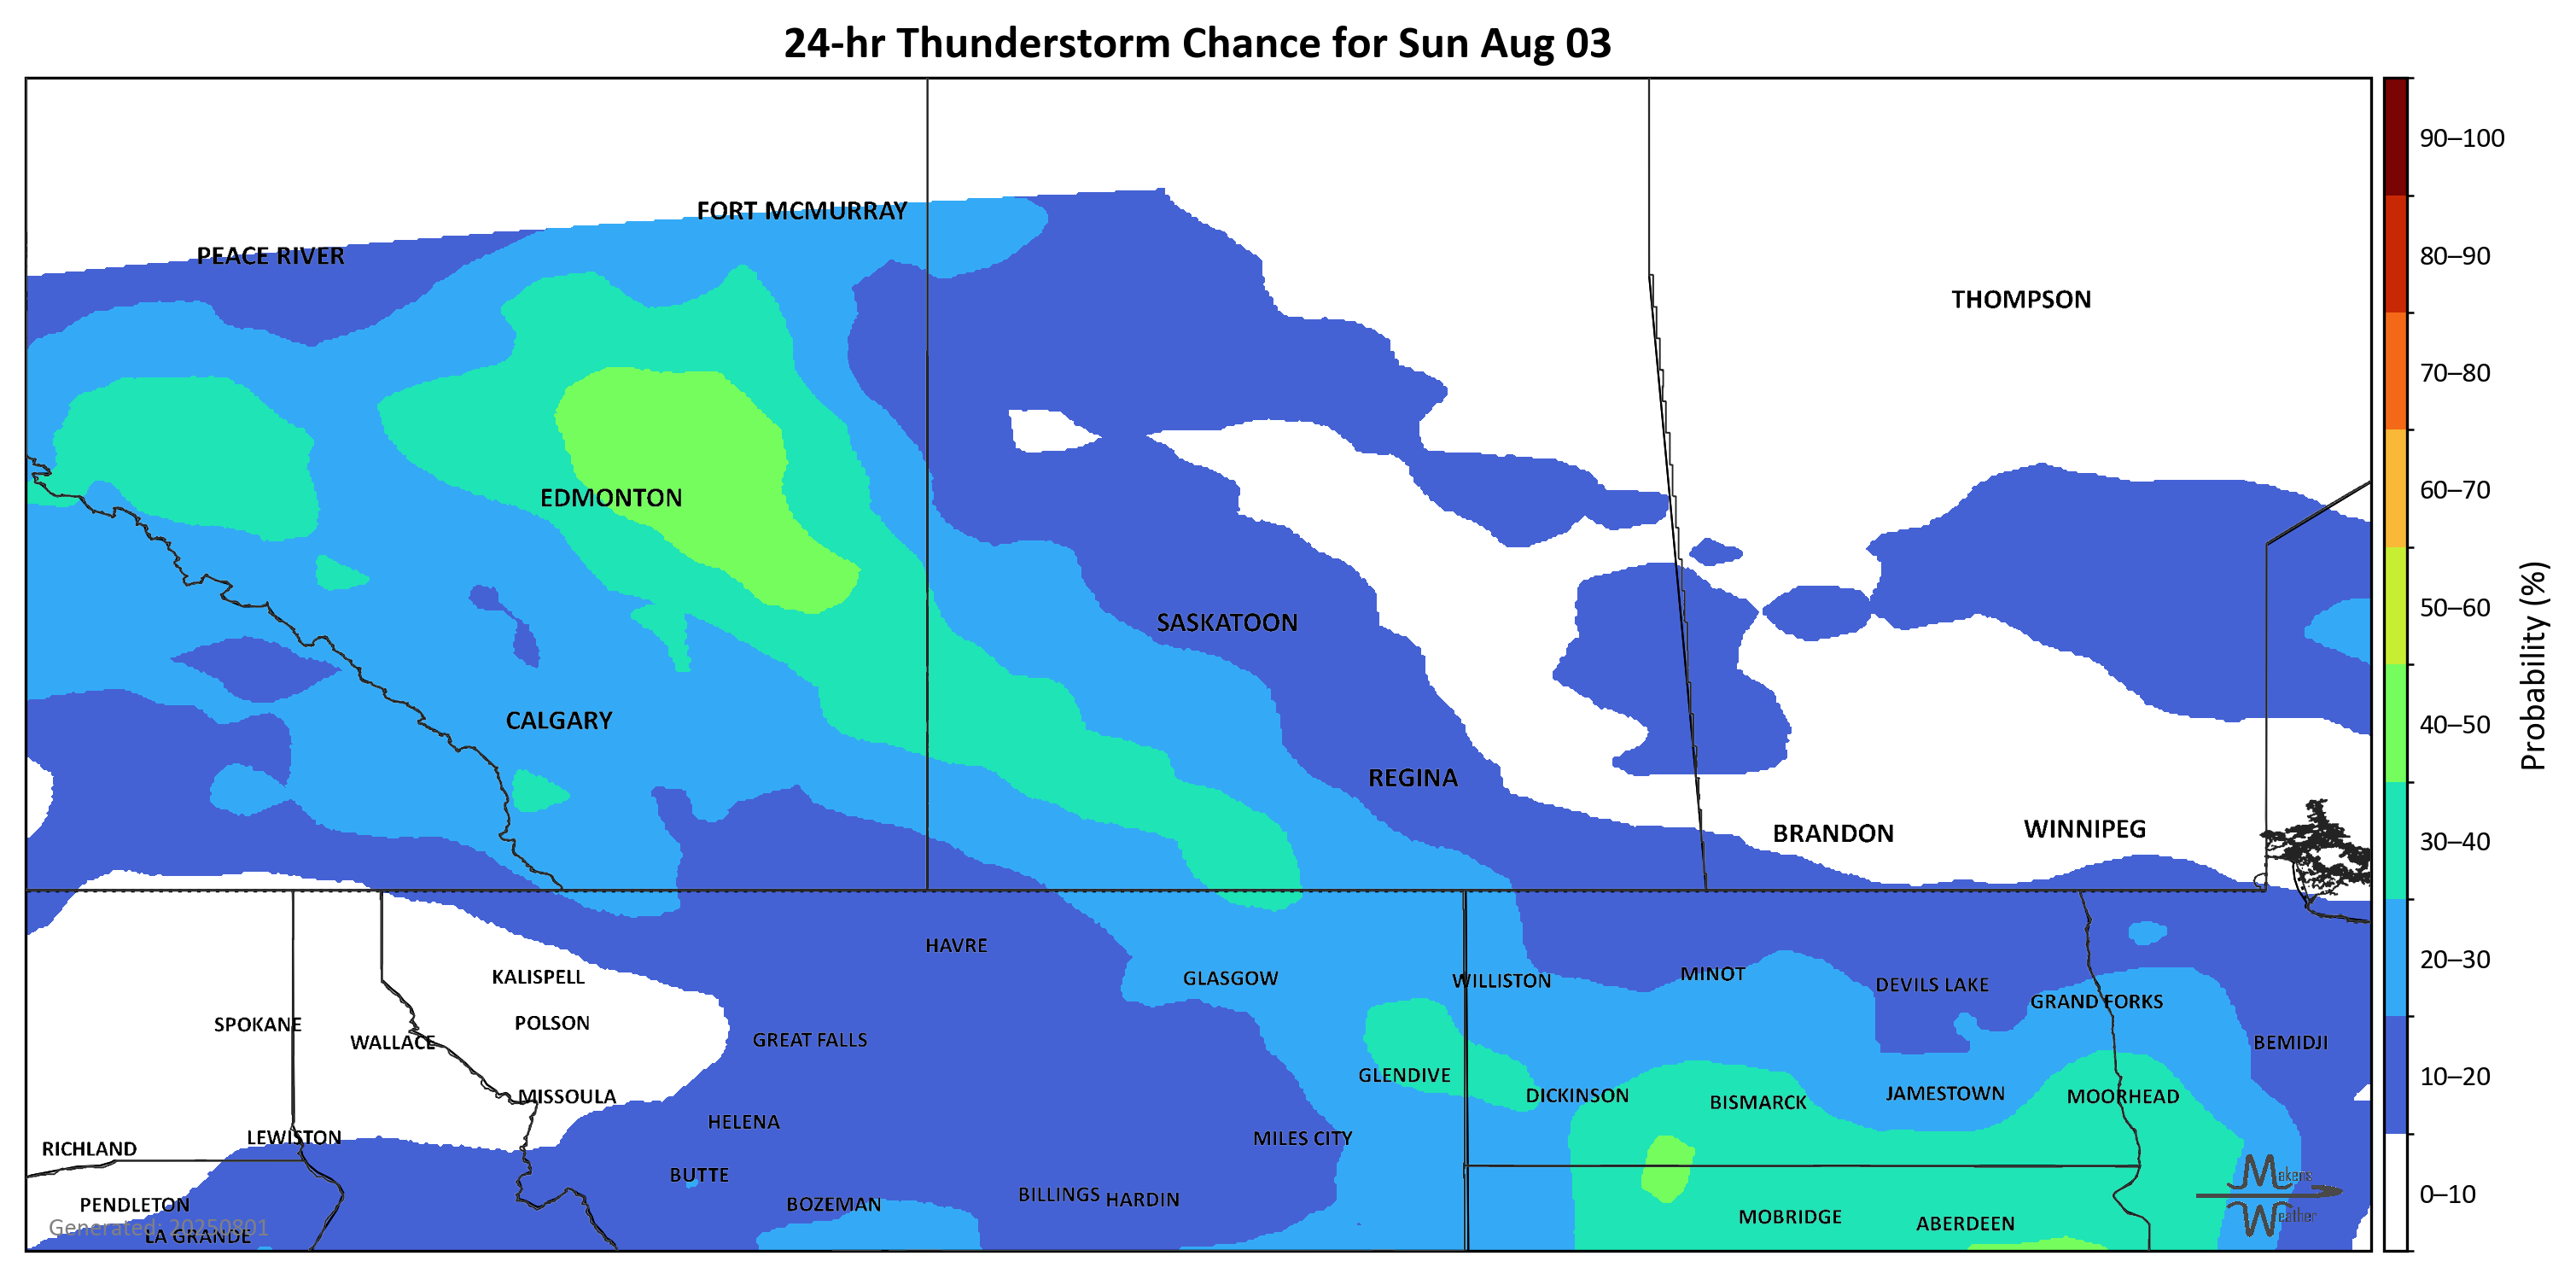 24-hr Thunderstorm Chance for Sun Aug 03
90–100
FORT MCMURRAY
PEACE RIVER
80–90
THOMPSON
70–80
60–70
EDMONTON
50–60
SASKATOON
Probability (%)
CALGARY
40–50
REGINA
WINNIPEG
BRANDON
30–40
HAVRE
20–30
MINOT
KALISPELL
GLASGOW
WILLISTON
DEVILS LAKE
GRAND FORKS
POLSON
SPOKANE
GREAT FALLS
WALLACE
BEMIDJI
GLENDIVE
10–20
JAMESTOWN
DICKINSON
MISSOULA
MOORHEAD
BISMARCK
HELENA
LEWISTON
MILES CITY
RICHLAND
BUTTE
Makens
BILLINGS
0–10
HARDIN
PENDLETON
BOZEMAN
MOBRIDGE
Weather
ABERDEEN
Generated: 20250801
LA GRANDE